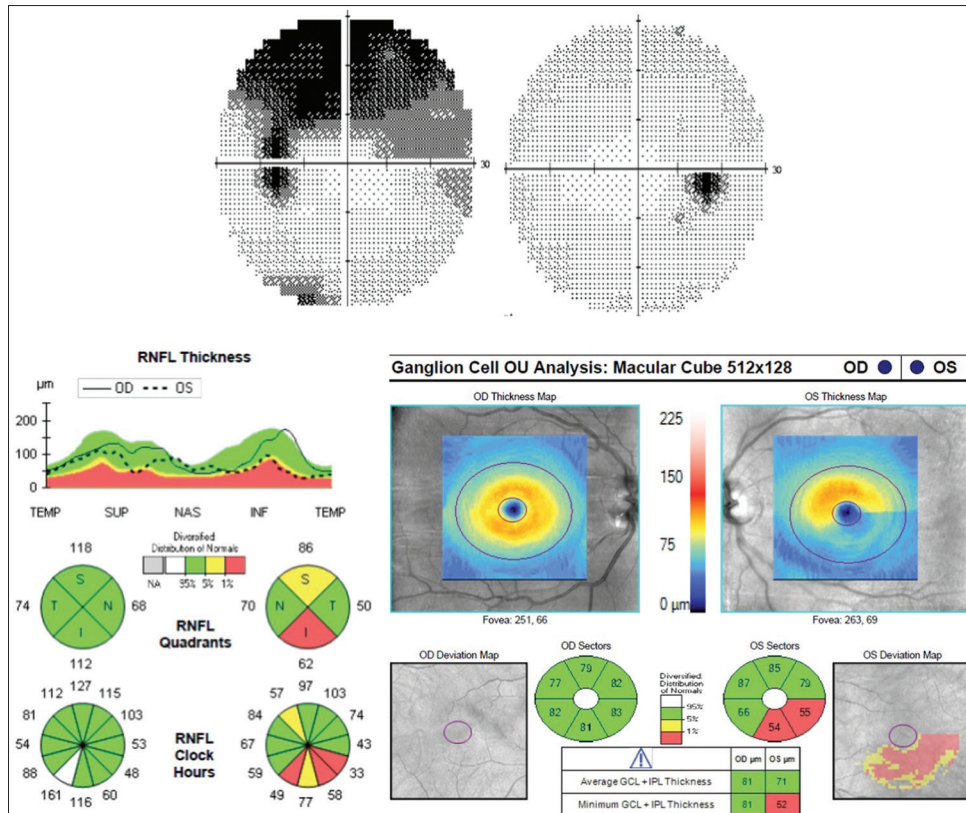 30
30
RNFL Thickness
µm
OD
OS
200
100
0
TEMP SUP NAS INF TEMP
Diversified
Distribution of Normals
NA 95% 5% 1%
118
S
74 T N 68
I
112
RNFL
Quadrants
86
S
70 N T 50
I
62
127
112 115
81 103
54 53
88 48
161 60
116
RNFL
Clock
Hours
97
57 103
84 74
67 43
59 33
49 58
77
Ganglion Cell OU Analysis: Macular Cube 512x128 OD OS
OD Thickness Map
OS Thickness Map
225
150
75
0 µm
Fovea: 251, 66
Fovea: 263, 69
OD Deviation Map
OD Sectors
79
77 82
82 83
81
Diversified
Distribution
of Normals
95%
5%
1%
OS Sectors
85
87 79
66 55
54
OS Deviation Map
OD µm OS µm
Average GCL + IPL Thickness 81 71
Minimum GCL + IPL Thickness 81 52